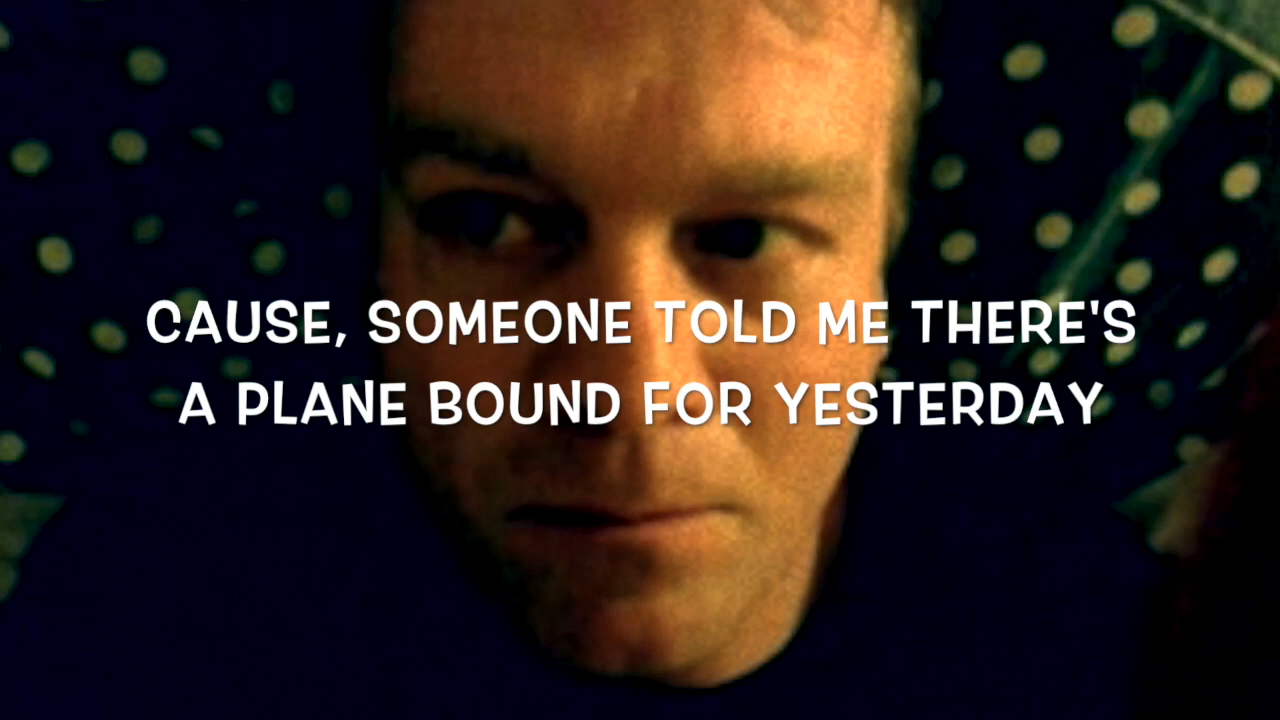 CAUSE, SOMEONE TOLD ME THERE'S
A PLANE BOUND FOR YESTERDAY